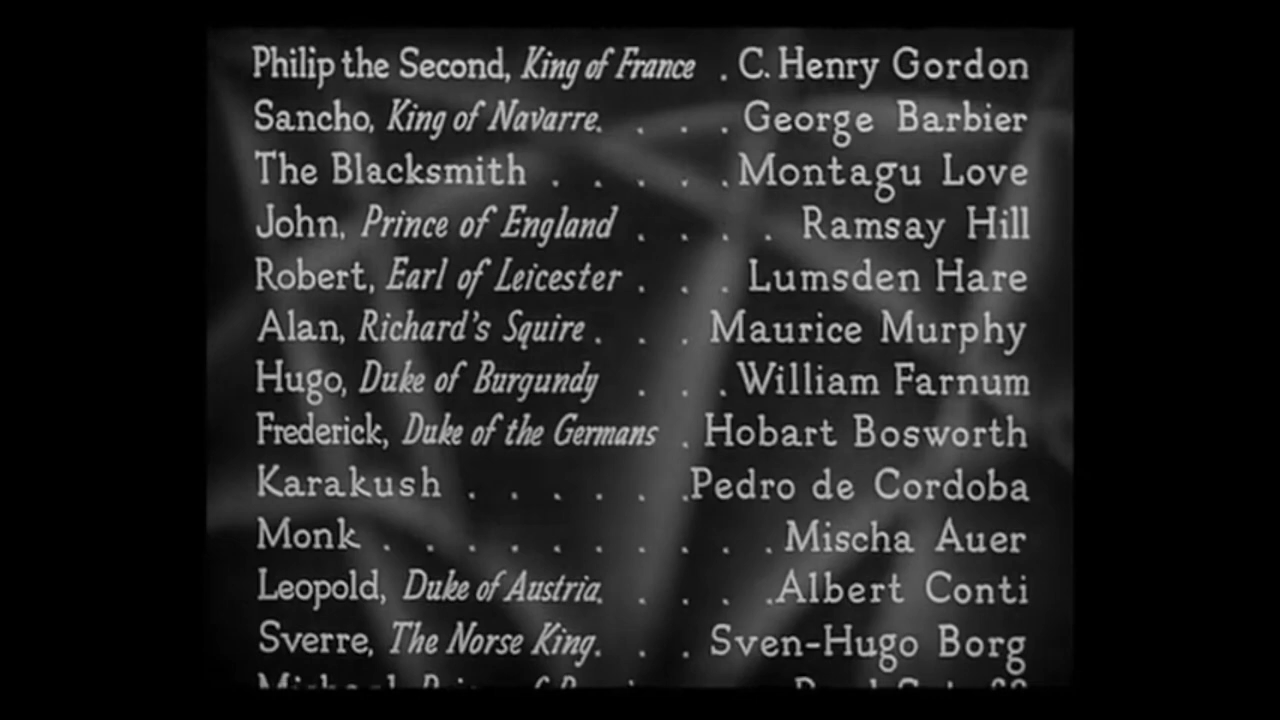 Philip the Second, King of France . C. Henry Gordon
Sancho, King of Navarre. . . . George Barbier
The Blacksmith . . . . . Montagu Love
John, Prince of England . . . . Ramsay Hill
Robert, Earl of Leicester . . . Lumsden Hare
Alan, Richard's Squire . . . Maurice Murphy
Hugo, Duke of Burgundy . . . William Farnum
Frederick, Duke of the Germans . Hobart Bosworth
Karakush . . . . . . Pedro de Cordoba
Monk . . . . . . . . . . Mischa Auer
Leopold, Duke of Austria. . . . . Albert Conti
Sverre, The Norse King. . . Sven-Hugo Borg